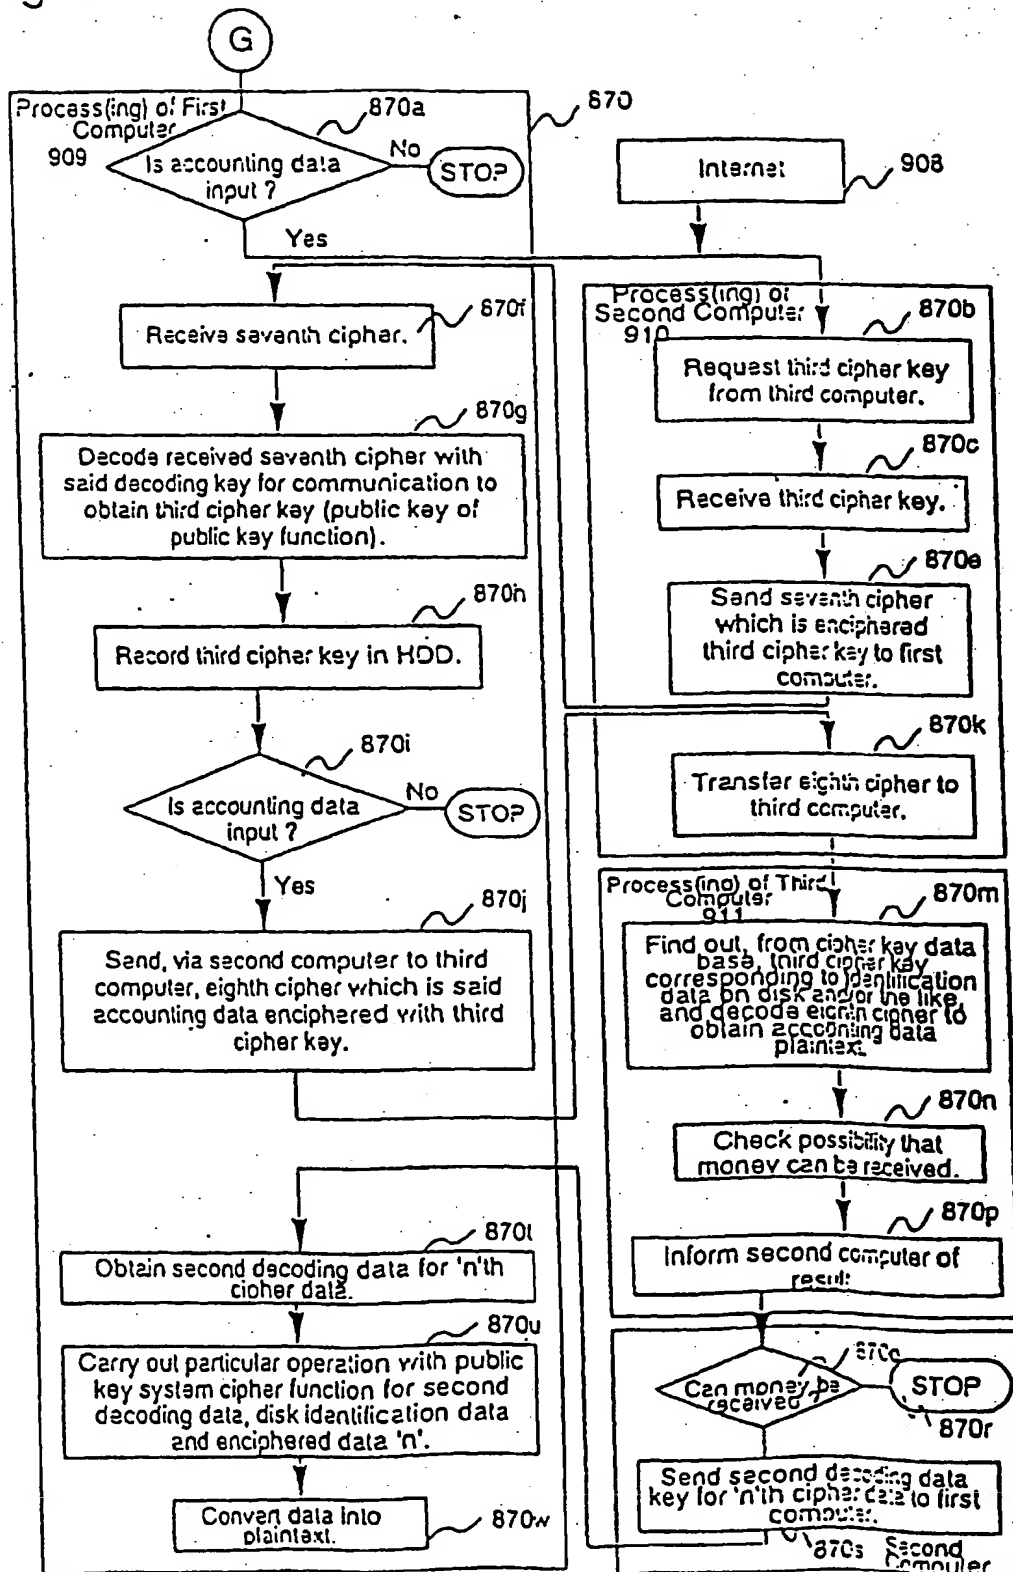 G
Process(ing) of First
Computer
909
870a
870
Is accounting data
input ?
No
STOP
Yes
Internet
908
870f
Receive seventh cipher.
870g
Decode received seventh cipher with
said decoding key for communication to
obtain third cipher key (public key of
public key function).
870h
Record third cipher key in HDD.
870i
Is accounting data
input ?
No
STOP
Yes
870j
Send, via second computer to third
computer, eighth cipher which is said
accounting data enciphered with third
cipher key.
870t
Obtain second decoding data for 'n'th
cipher data.
870u
Carry out particular operation with public
key system cipher function for second
decoding data, disk identification data
and enciphered data 'n'.
Convert data into
plaintext.
870w
Process(ing) of
Second Computer
910
870b
Request third cipher key
from third computer.
870c
Receive third cipher key.
870e
Send seventh cipher
which is enciphered
third cipher key to first
computer.
870k
Transfer eighth cipher to
third computer.
Process(ing) of Third
Computer
911
870m
Find out, from cipher key data
base, third cipher key
corresponding to identification
data on disk and/or the like,
and decode eighth cipher to
obtain accounting data
plaintext.
870n
Check possibility that
money can be received.
870p
Inform second computer of
result.
870q
Can money be
received ?
STOP
870r
Send second decoding data
key for 'n'th cipher data to first
computer.
870s
Second
Computer